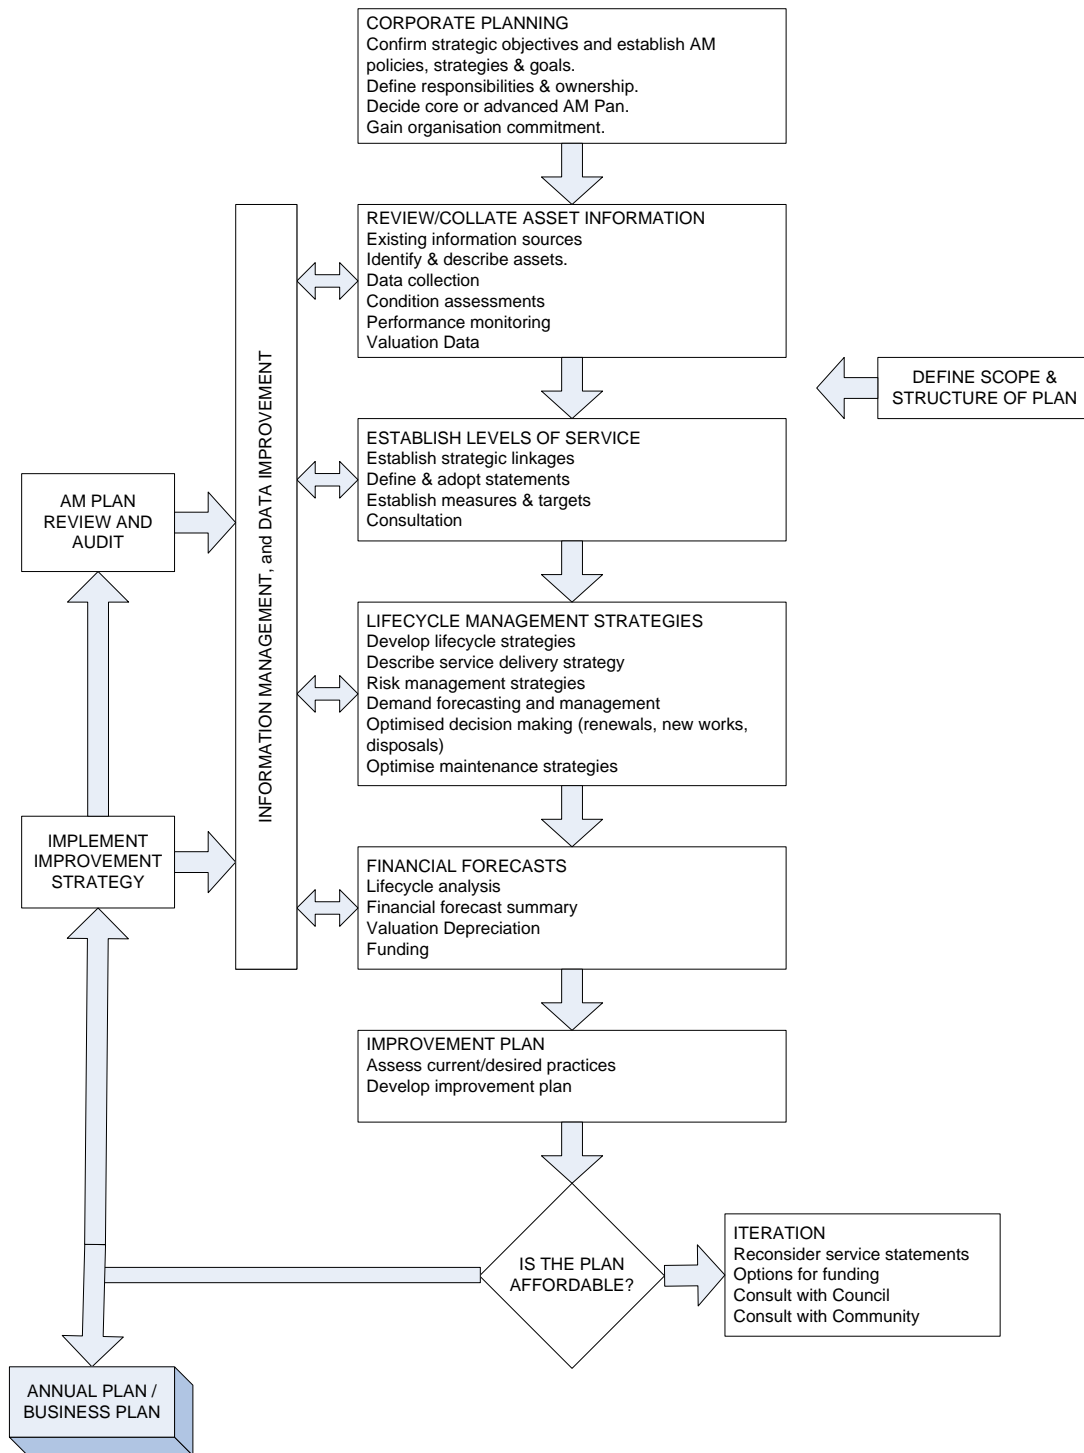 CORPORATE PLANNING
Confirm strategic objectives and establish AM
policies, strategies & goals.
Define responsibilities & ownership.
Decide core or advanced AM Pan.
Gain organisation commitment.
REVIEW/COLLATE ASSET INFORMATION
Existing information sources
Identify & describe assets.
Data collection
Condition assessments
Performance monitoring
Valuation Data
INFORMATION MANAGEMENT, and DATA IMPROVEMENT
DEFINE SCOPE &
STRUCTURE OF PLAN
ESTABLISH LEVELS OF SERVICE
Establish strategic linkages
Define & adopt statements
Establish measures & targets
Consultation
AM PLAN
REVIEW AND
AUDIT
LIFECYCLE MANAGEMENT STRATEGIES
Develop lifecycle strategies
Describe service delivery strategy
Risk management strategies
Demand forecasting and management
Optimised decision making (renewals, new works,
disposals)
Optimise maintenance strategies
IMPLEMENT
IMPROVEMENT
STRATEGY
FINANCIAL FORECASTS
Lifecycle analysis
Financial forecast summary
Valuation Depreciation
Funding
IMPROVEMENT PLAN
Assess current/desired practices
Develop improvement plan
IS THE PLAN
AFFORDABLE?
ITERATION
Reconsider service statements
Options for funding
Consult with Council
Consult with Community
ANNUAL PLAN /
BUSINESS PLAN